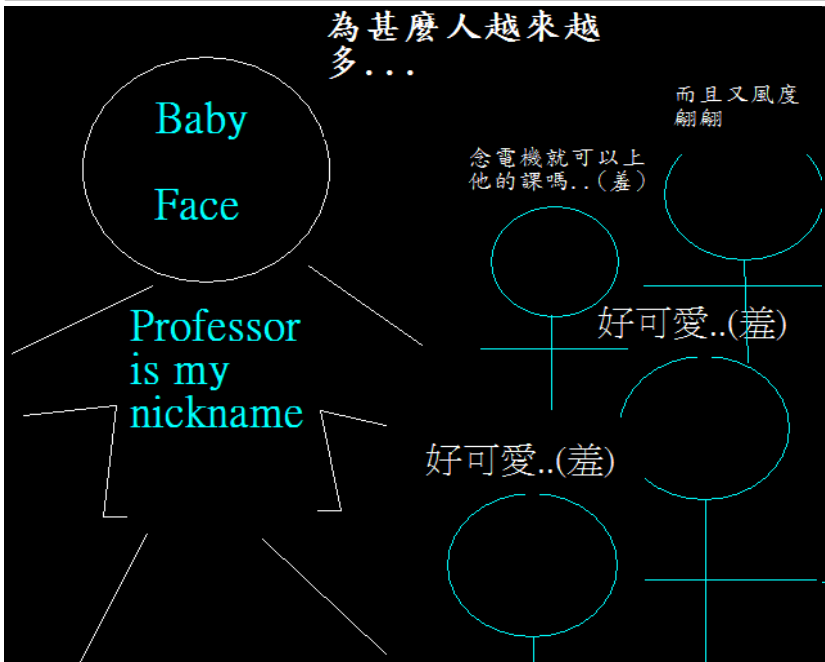 為甚麼人越來越
多...
而且又風度
翩翩
念電機就可以上
他的課嗎..(羞)
Baby
Face
Professor
is my
nickname
好可愛..(羞)
好可愛..(羞)